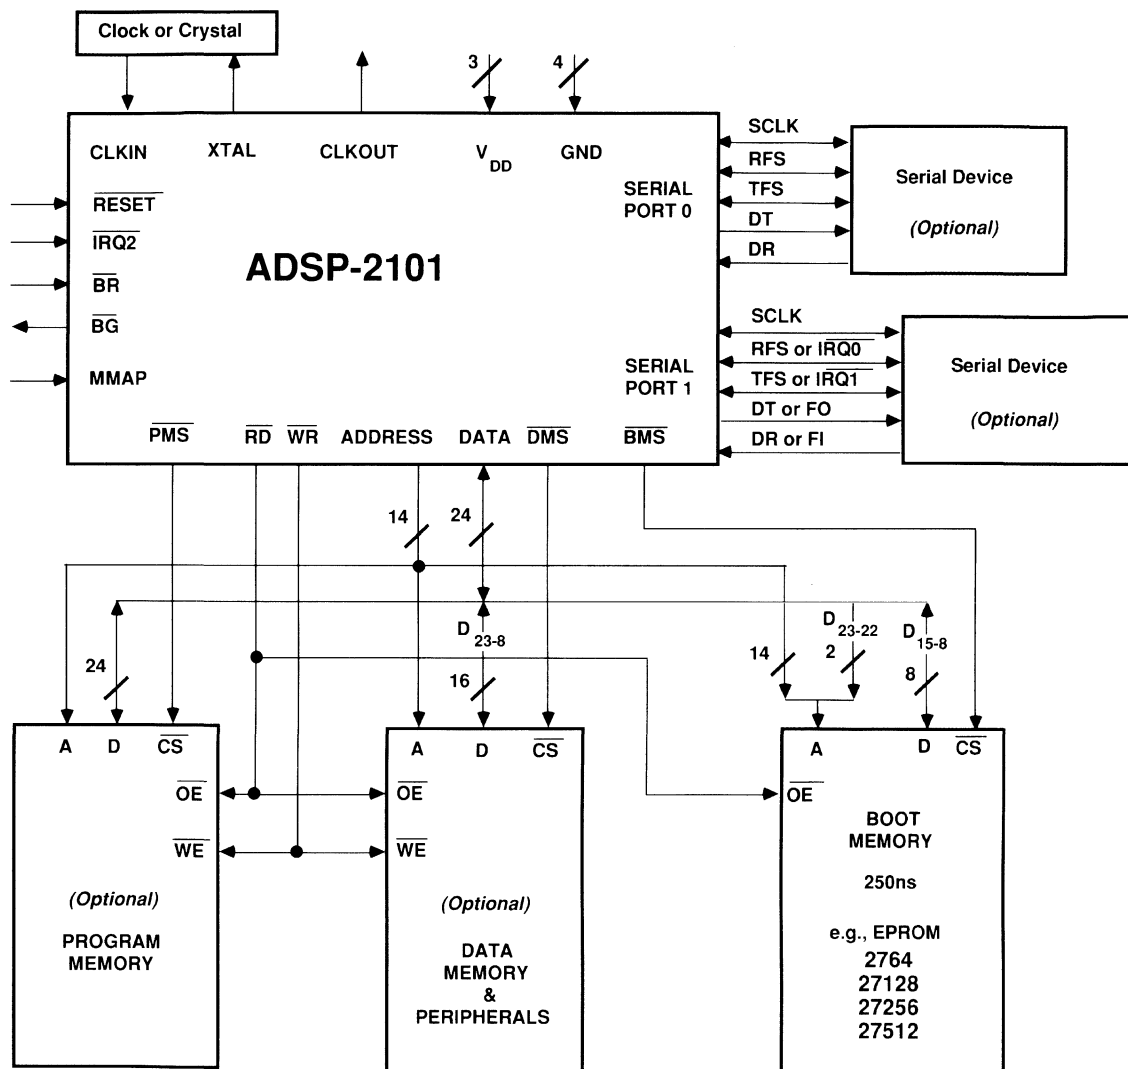 Clock or Crystal
3
4
CLKIN
XTAL
CLKOUT
VDD
GND
SCLK
RFS
TFS
DT
DR
SERIAL
PORT 0
Serial Device
(Optional)
RESET
IRQ2
BR
BG
MMAP
ADSP-2101
SERIAL
PORT 1
SCLK
RFS or IRQ0
TFS or IRQ1
DT or FO
DR or FI
Serial Device
(Optional)
PMS
RD
WR
ADDRESS
DATA
DMS
BMS
14
24
24
D23-8
16
14
D23-22
2
D15-8
8
A
D
CS
OE
WE
(Optional)
PROGRAM
MEMORY
A
D
CS
OE
WE
(Optional)
DATA
MEMORY
&
PERIPHERALS
A
D
CS
OE
BOOT
MEMORY
250ns
e.g., EPROM
2764
27128
27256
27512